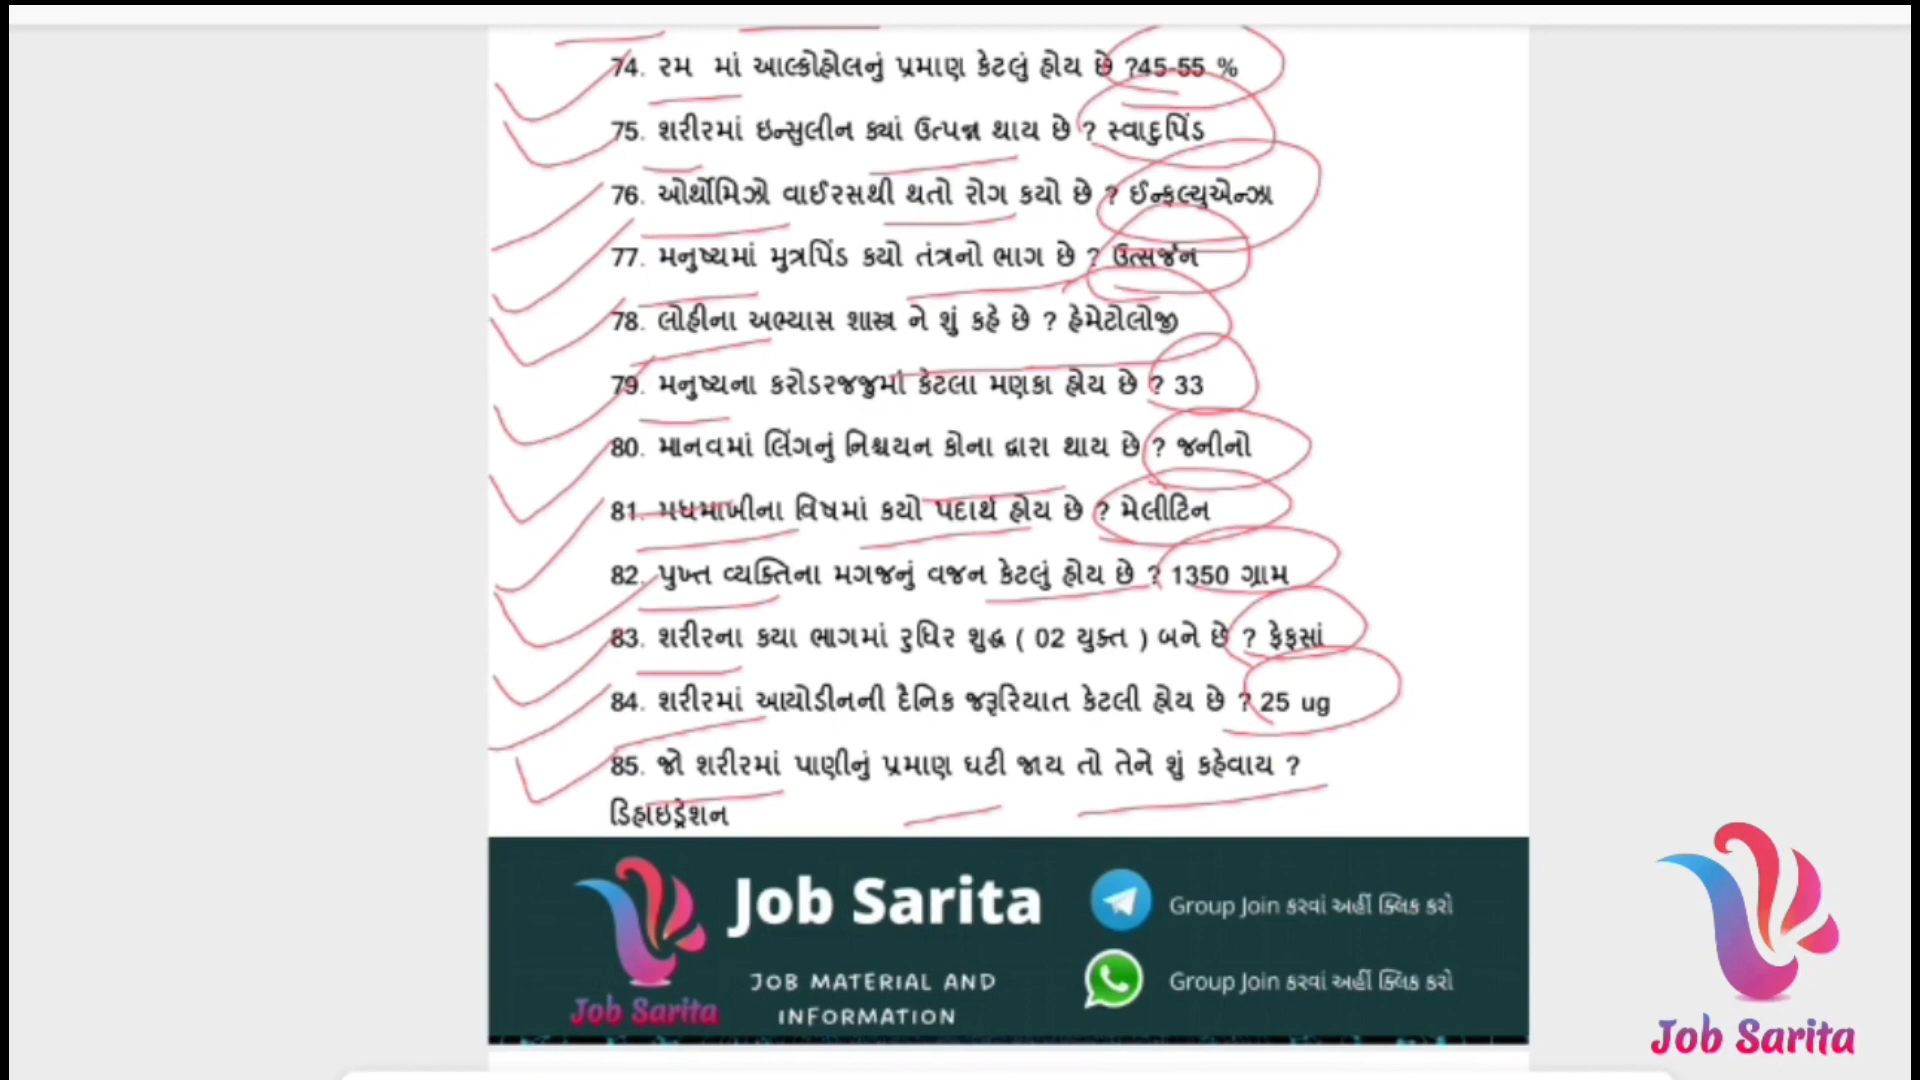 74. રમ માં આલ્કોહોલનું પ્રમાણ કેટલું હોય છે ?45-55 %
75. શરીરમાં ઇન્સુલીન ક્યાં ઉત્પન્ન થાય છે ? સ્વાદુપિંડ
76. ઓર્થોમિઝો વાઈરસથી થતો રોગ કયો છે ? ઈન્ફલ્યુએન્ઝા
77. મનુષ્યમાં મુત્રપિંડ કયો તંત્રનો ભાગ છે ? ઉત્સર્જન
78. લોહીના અભ્યાસ શાસ્ત્ર ને શું કહે છે ? હેમેટોલોજી
79. મનુષ્યના કરોડરજજુમાં કેટલા મણકા હોય છે ? 33
80. માનવમાં લિંગનું નિશ્ચયન કોના દ્વારા થાય છે ? જનીનો
81. મધમાખીના વિષમાં કયો પદાર્થ હોય છે ? મેલીટિન
82. પુખ્ત વ્યક્તિના મગજનું વજન કેટલું હોય છે ? 1350 ગ્રામ
83. શરીરના કયા ભાગમાં રુધિર શુદ્ધ ( 02 યુક્ત ) બને છે ? ફેફસાં
84. શરીરમાં આયોડીનની દૈનિક જરૂરિયાત કેટલી હોય છે ? 25 ug
85. જો શરીરમાં પાણીનું પ્રમાણ ઘટી જાય તો તેને શું કહેવાય ?
ડિહાઇડ્રેશન
Job Sarita
JOB MATERIAL AND
INFORMATION
Job Sarita
Group Join કરવાં અહીં ક્લિક કરો
Group Join કરવાં અહીં ક્લિક કરો
Job Sarita